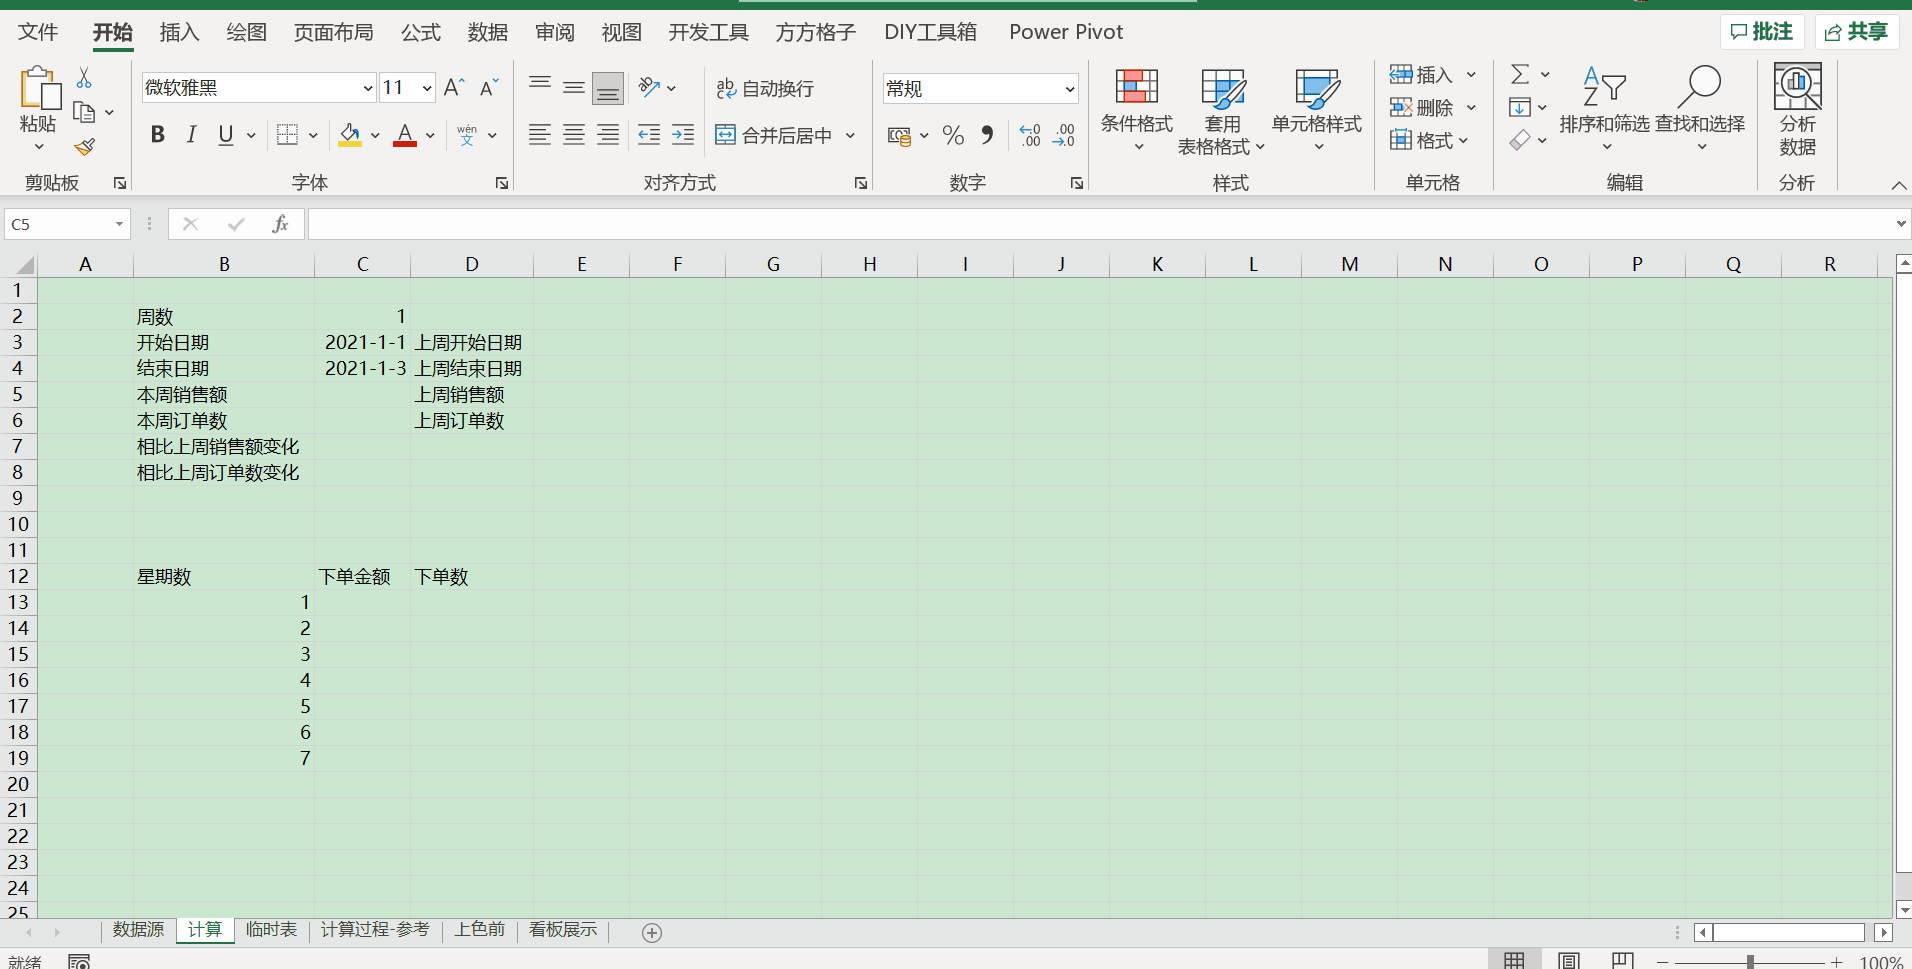 文件 开始 插入 绘图 页面布局 公式 数据 审阅 视图 开发工具 方方格子 DIY工具箱 Power Pivot 批注 共享
粘贴
剪贴板
微软雅黑 11
B I U wén 文
字体
ab 自动换行
合并后居中
对齐方式
常规
% .00 .0
数字
条件格式 套用 表格格式 单元格样式
样式
插入
删除
格式
单元格
排序和筛选 查找和选择
编辑
分析 数据
分析
C5 fx
A B C D E F G H I J K L M N O P Q R
1
2 周数 1
3 开始日期 2021-1-1 上周开始日期
4 结束日期 2021-1-3 上周结束日期
5 本周销售额 上周销售额
6 本周订单数 上周订单数
7 相比上周销售额变化
8 相比上周订单数变化
9
10
11
12 星期数 下单金额 下单数
13 1
14 2
15 3
16 4
17 5
18 6
19 7
20
21
22
23
24
25
数据源 计算 临时表 计算过程-参考 上色前 看板展示
就绪 100%